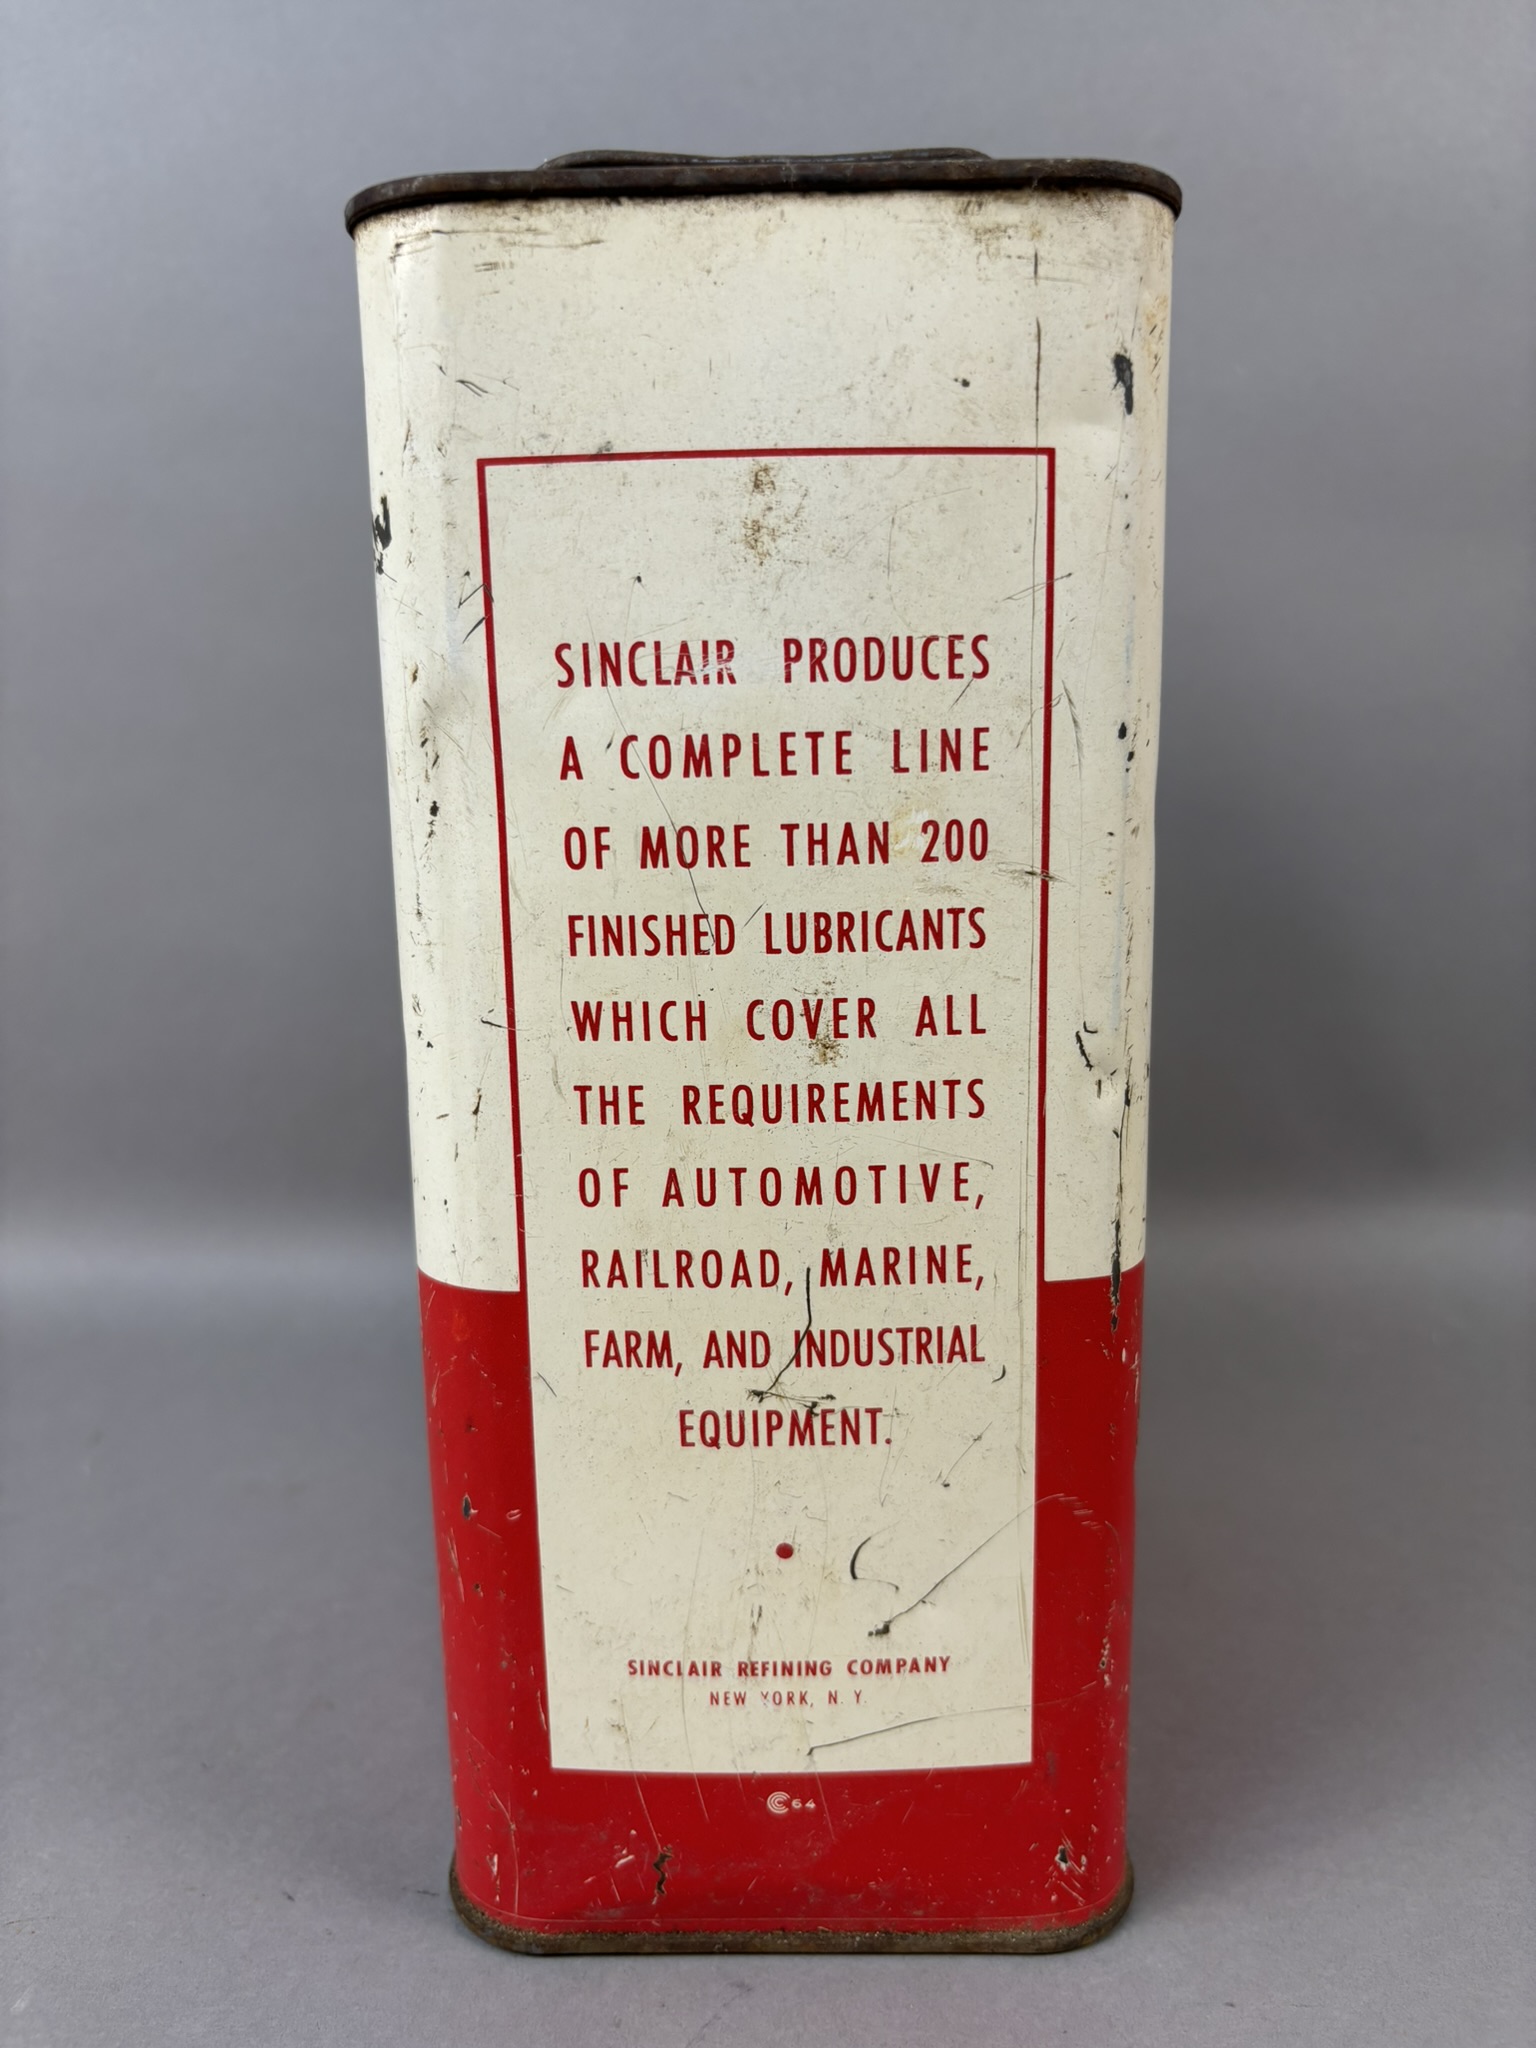 SINCLAIR PRODUCES
A COMPLETE LINE
OF MORE THAN 200
FINISHED LUBRICANTS
WHICH COVER ALL
THE REQUIREMENTS
OF AUTOMOTIVE,
RAILROAD, MARINE,
FARM, AND INDUSTRIAL
EQUIPMENT.
SINCLAIR REFINING COMPANY
NEW YORK, N. Y.
C 64